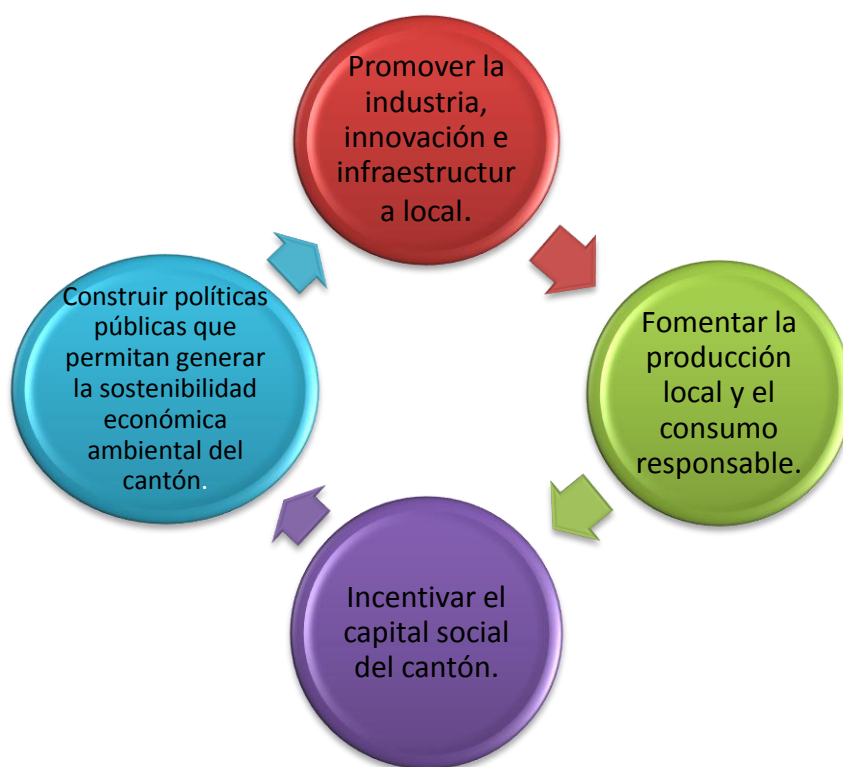 Promover la
industria,
innovación e
infraestructur
a local.
Fomentar la
producción
local y el
consumo
responsable.
Incentivar el
capital social
del cantón.
Construir políticas
públicas que
permitan generar
la sostenibilidad
económica
ambiental del
cantón.